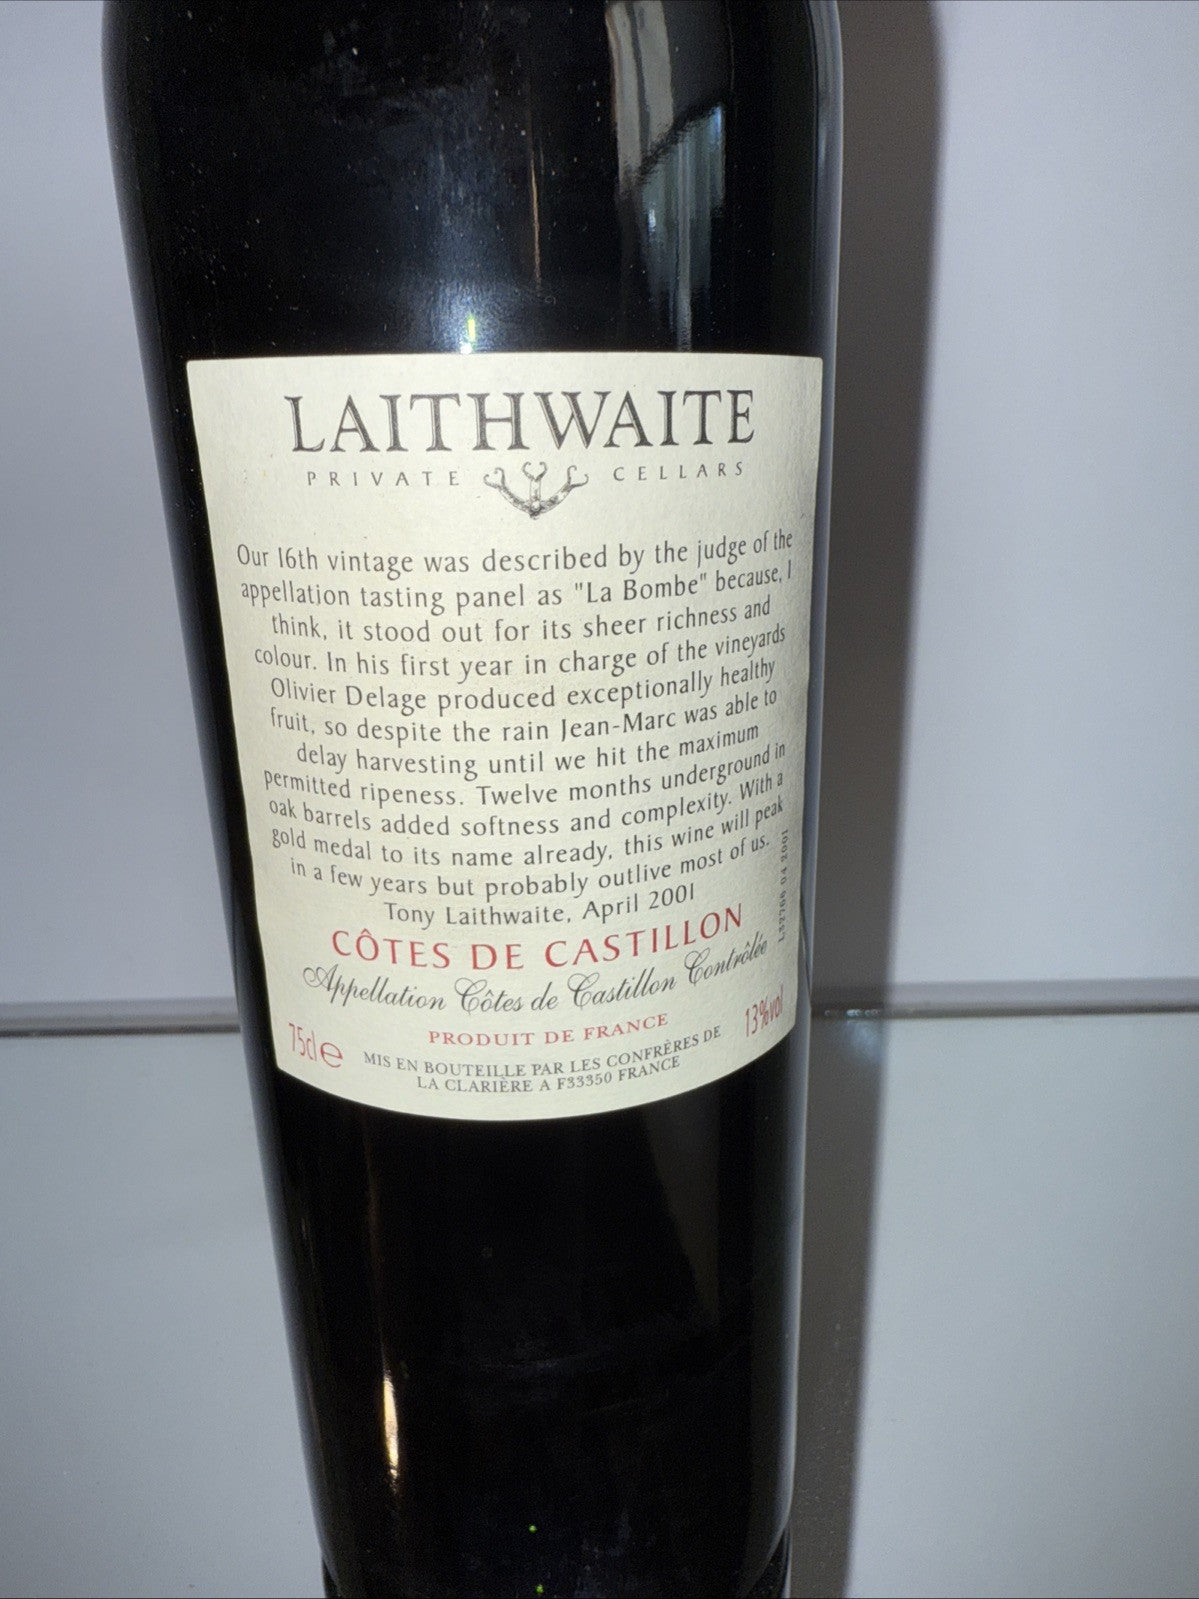 LAITHWAITE
PRIVATE CELLARS
Our 16th vintage was described by the judge of the
appellation tasting panel as "La Bombe" because, I
think, it stood out for its sheer richness and
colour. In his first year in charge of the vineyards
Olivier Delage produced exceptionally healthy
fruit, so despite the rain Jean-Marc was able to
delay harvesting until we hit the maximum
permitted ripeness. Twelve months underground in
oak barrels added softness and complexity. With a
gold medal to its name already, this wine will peak
in a few years but probably outlive most of us.
Tony Laithwaite, April 2001
CÔTES DE CASTILLON
Appellation Côtes de Castillon Contrôlée
PRODUIT DE FRANCE
75cl e
13%vol
MIS EN BOUTEILLE PAR LES CONFRÈRES DE
LA CLARIÈRE A F33350 FRANCE
L32766 04 2001